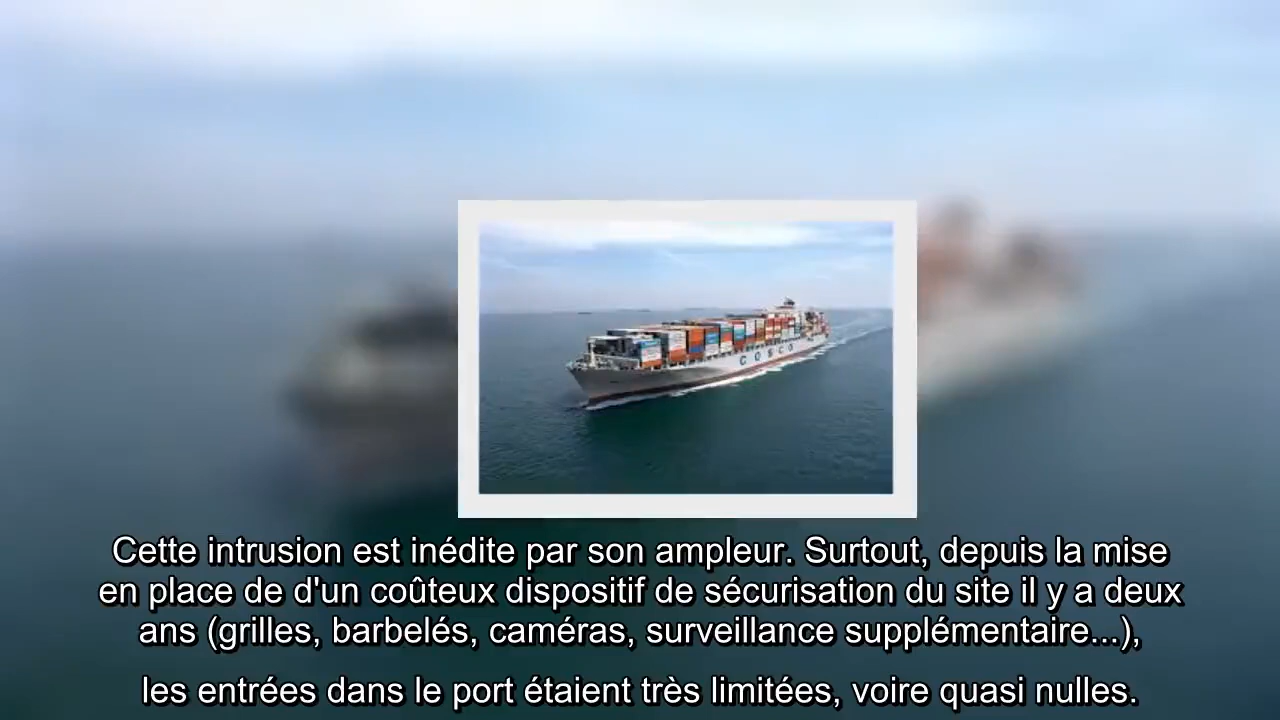 COSCO
Cette intrusion est inédite par son ampleur. Surtout, depuis la mise
en place de d'un coûteux dispositif de sécurisation du site il y a deux
ans (grilles, barbelés, caméras, surveillance supplémentaire...),
les entrées dans le port étaient très limitées, voire quasi nulles.